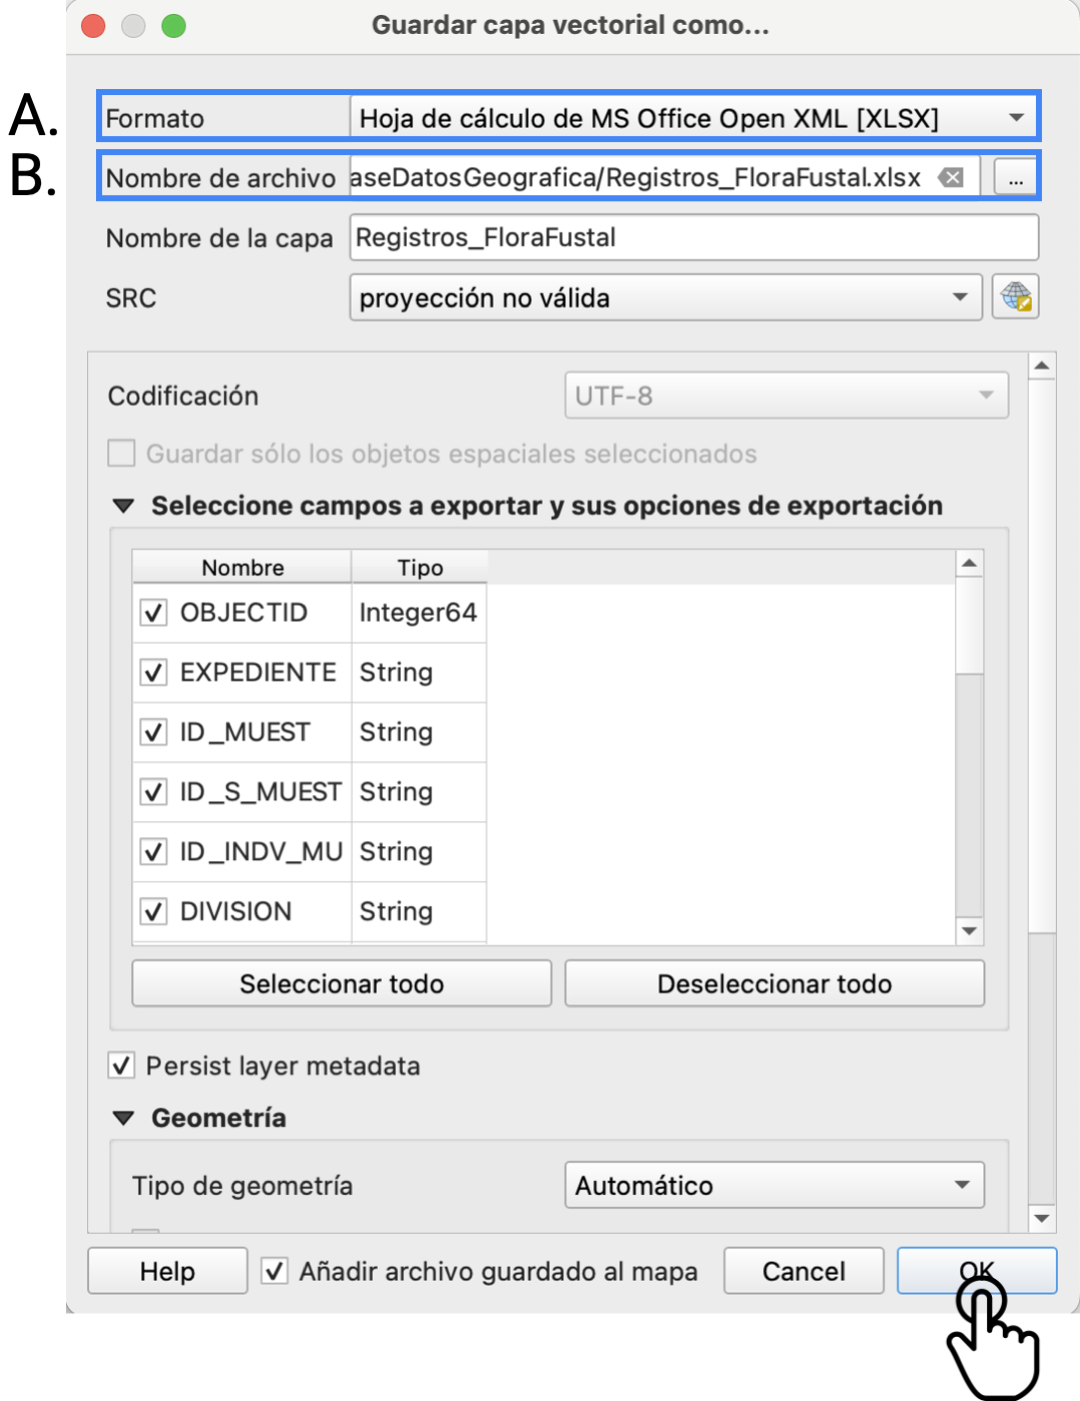 Guardar capa vectorial como...
A.
Formato Hoja de cálculo de MS Office Open XML [XLSX]
B.
Nombre de archivo aseDatosGeografica/Registros_FloraFustal.xlsx ...
Nombre de la capa Registros_FloraFustal
SRC proyección no válida
Codificación UTF-8
Guardar sólo los objetos espaciales seleccionados
Seleccione campos a exportar y sus opciones de exportación
Nombre Tipo
OBJECTID Integer64
EXPEDIENTE String
ID_MUEST String
ID_S_MUEST String
ID_INDV_MU String
DIVISION String
Seleccionar todo Deseleccionar todo
Persist layer metadata
Geometría
Tipo de geometría Automático
Help Añadir archivo guardado al mapa Cancel OK